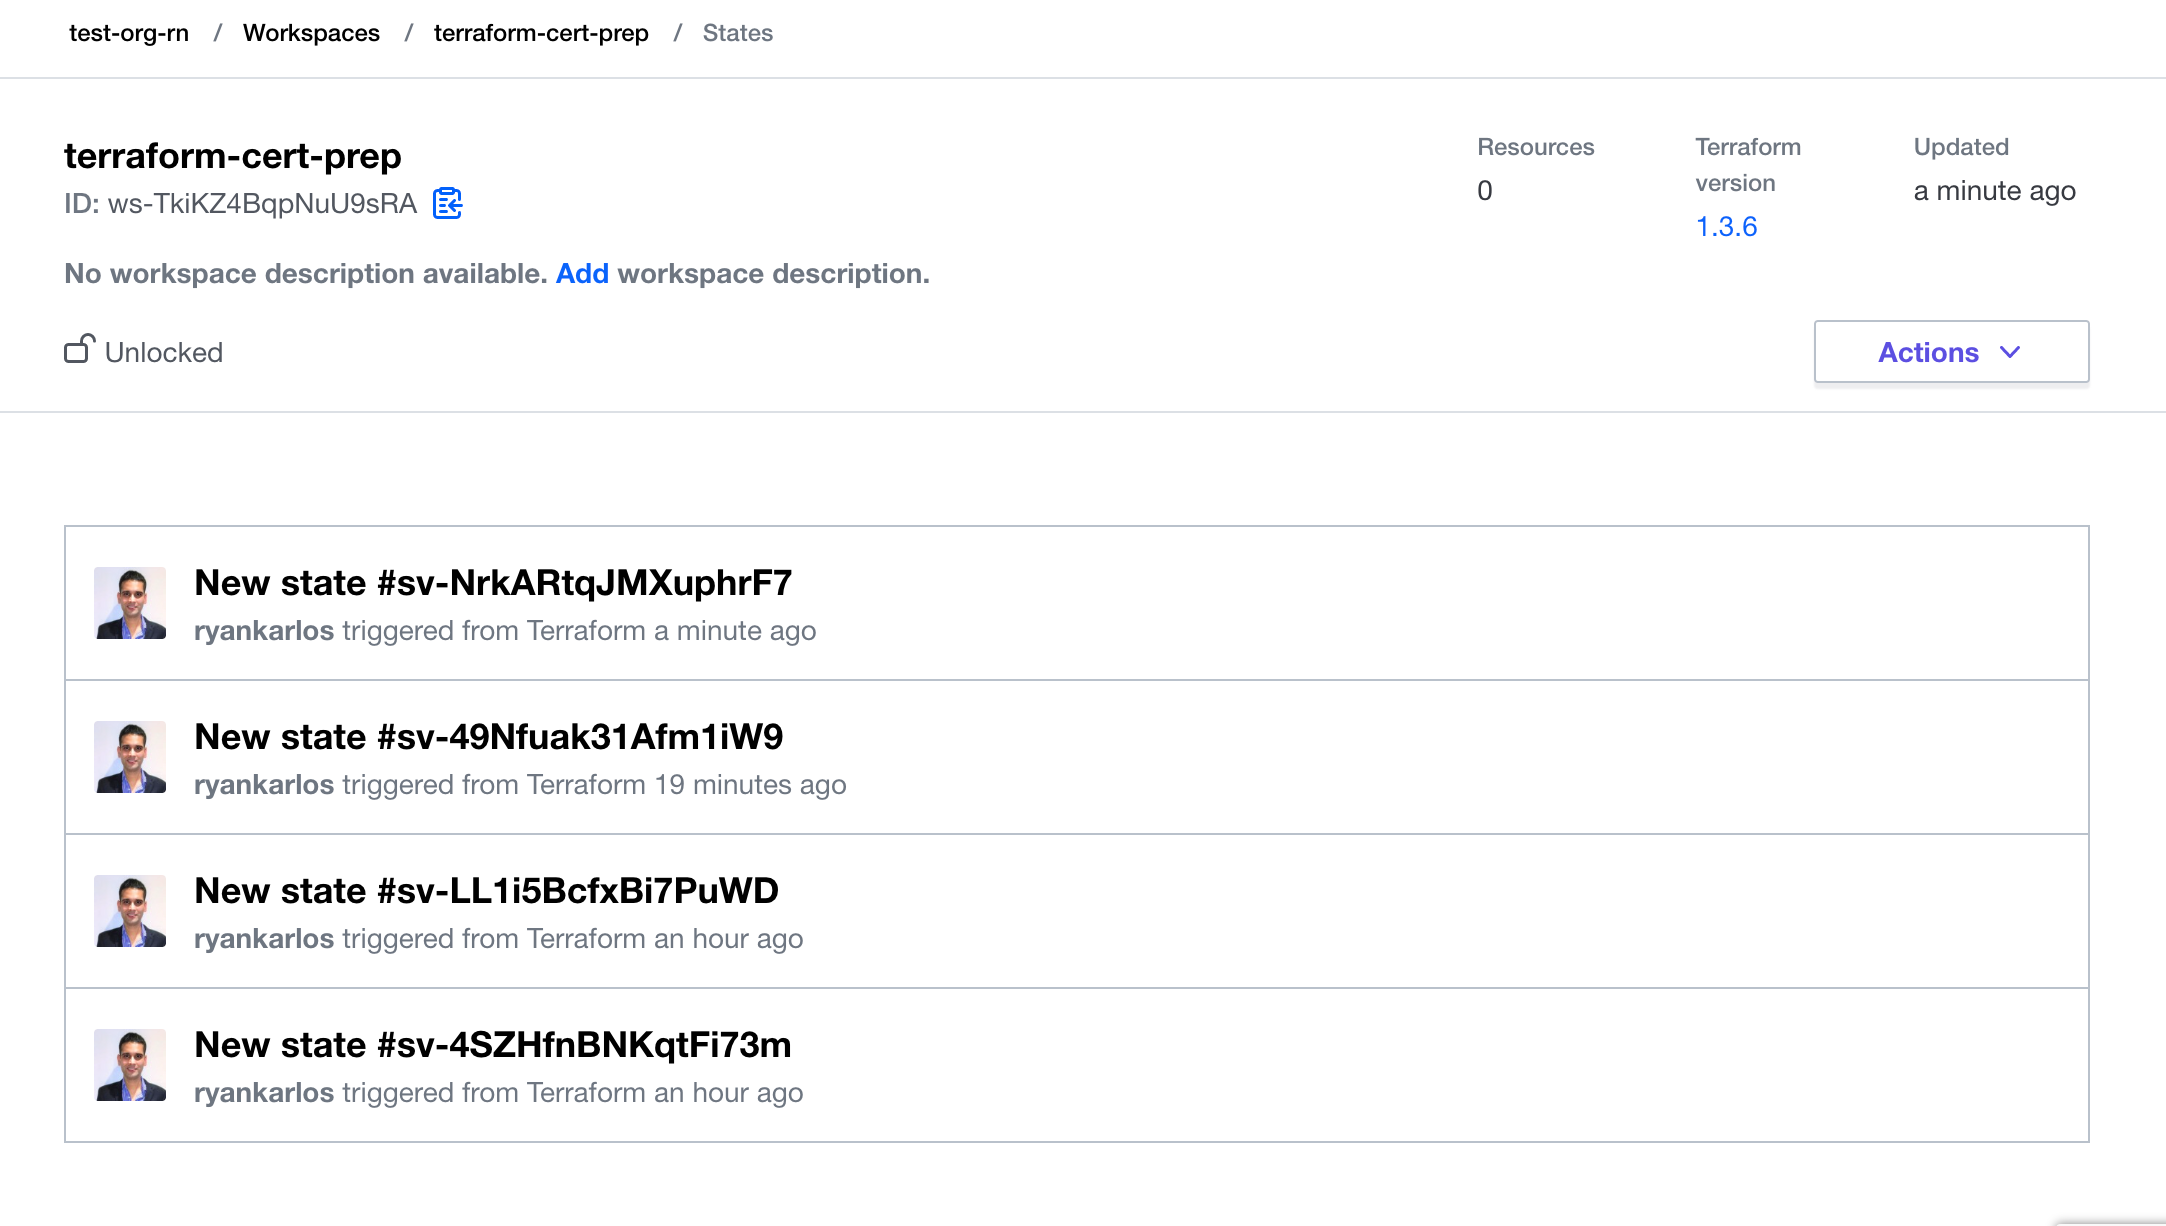 test-org-rn / Workspaces / terraform-cert-prep / States
terraform-cert-prep
ID: ws-TkiKZ4BqpNuU9sRA
No workspace description available. Add workspace description.
Unlocked
Resources
0
Terraform
version
1.3.6
Updated
a minute ago
Actions
New state #sv-NrkARtqJMXuphrF7
ryankarlos triggered from Terraform a minute ago
New state #sv-49Nfuak31Afm1iW9
ryankarlos triggered from Terraform 19 minutes ago
New state #sv-LL1i5BcfxBi7PuWD
ryankarlos triggered from Terraform an hour ago
New state #sv-4SZHfnBNKqtFi73m
ryankarlos triggered from Terraform an hour ago